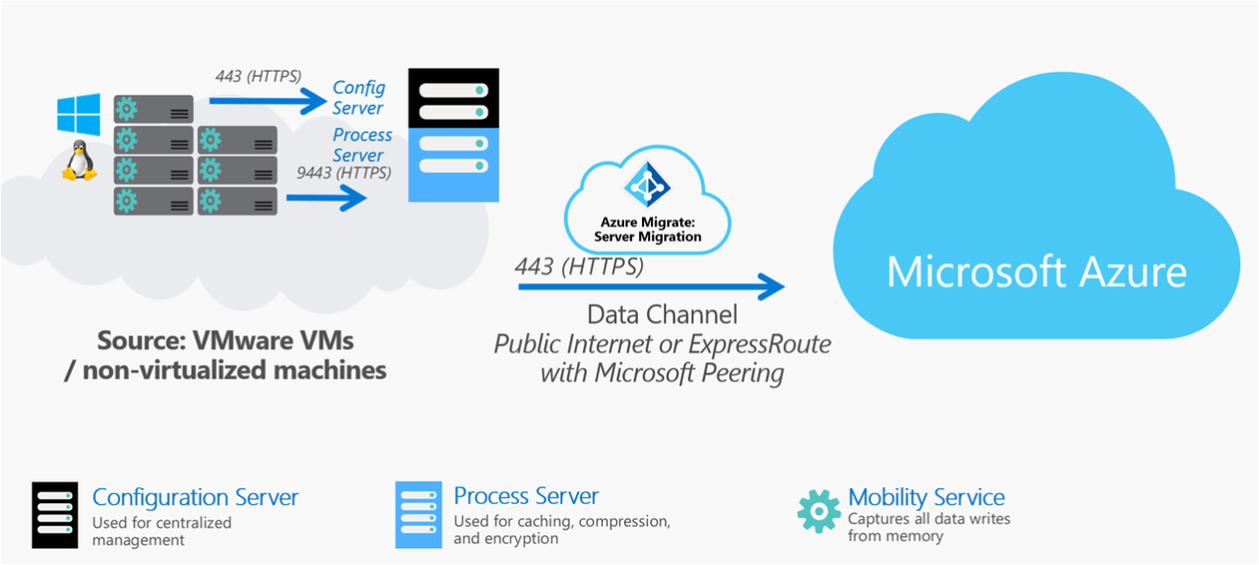 443 (HTTPS)
Config
Server
Process
Server
9443 (HTTPS)
Azure Migrate:
Server Migration
443 (HTTPS)
Data Channel
Public Internet or ExpressRoute
with Microsoft Peering
Microsoft Azure
Source: VMware VMs
/ non-virtualized machines
Configuration Server
Used for centralized
management
Process Server
Used for caching, compression,
and encryption
Mobility Service
Captures all data writes
from memory